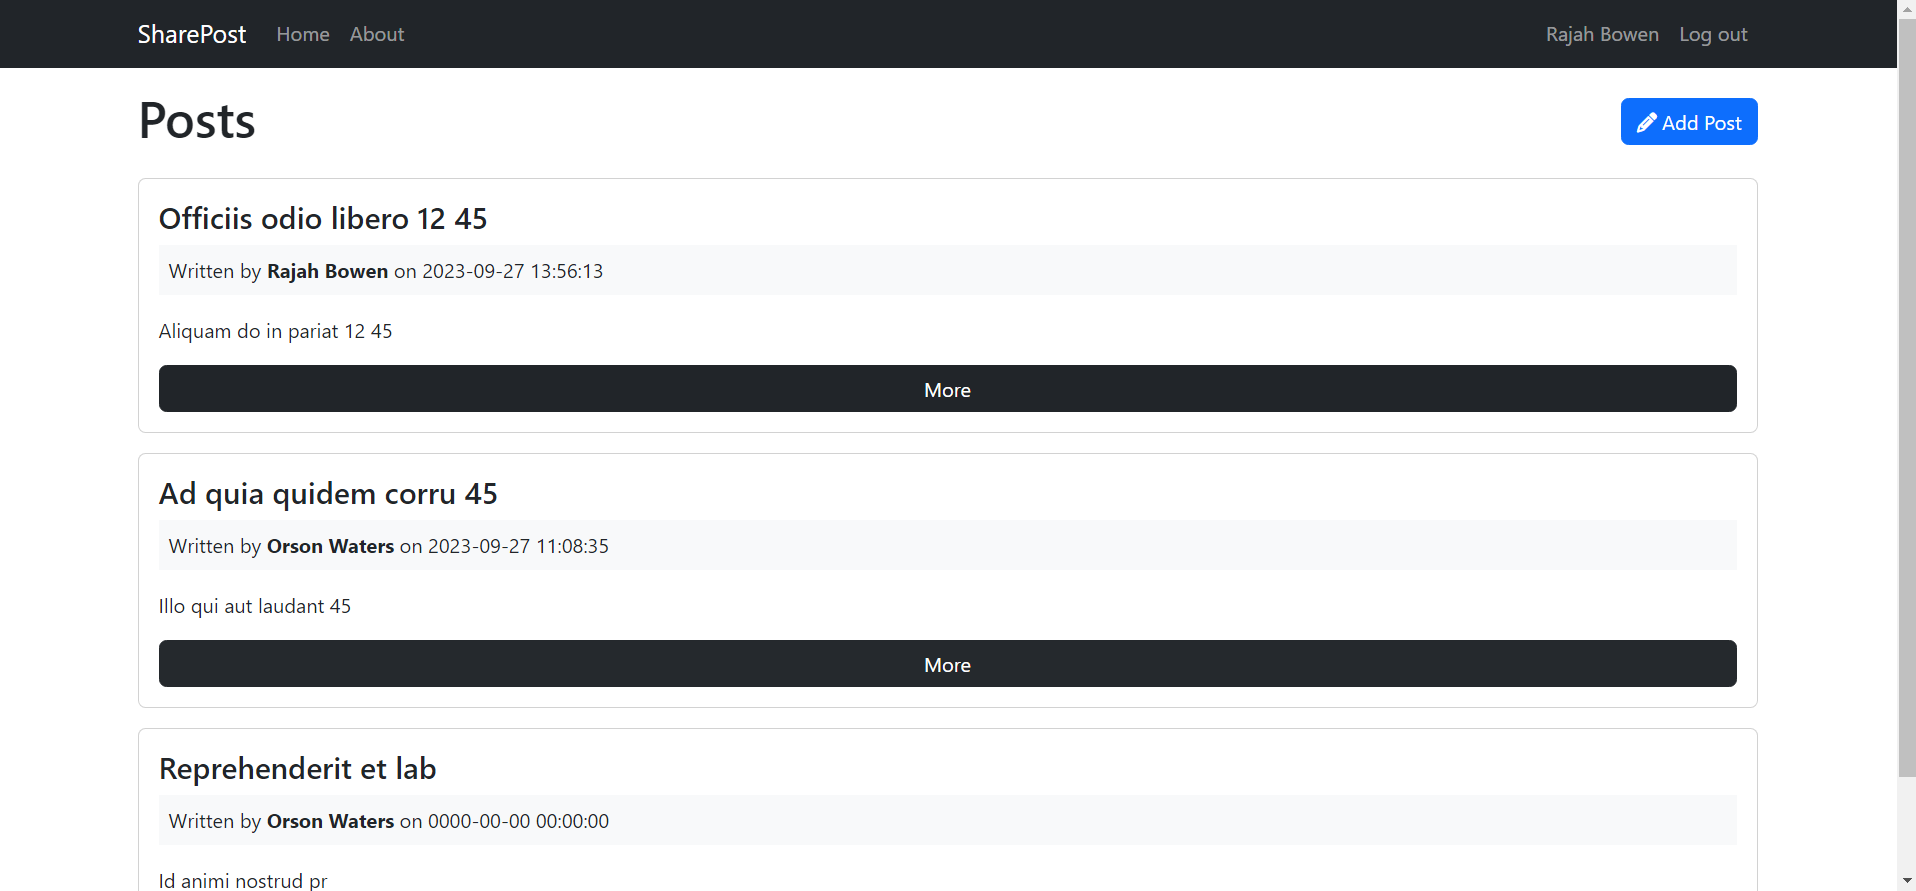 SharePost Home About Rajah Bowen Log out
Posts
Add Post
Officiis odio libero 12 45
Written by Rajah Bowen on 2023-09-27 13:56:13
Aliquam do in pariat 12 45
More
Ad quia quidem corru 45
Written by Orson Waters on 2023-09-27 11:08:35
Illo qui aut laudant 45
More
Reprehenderit et lab
Written by Orson Waters on 0000-00-00 00:00:00
Id animi nostrud pr